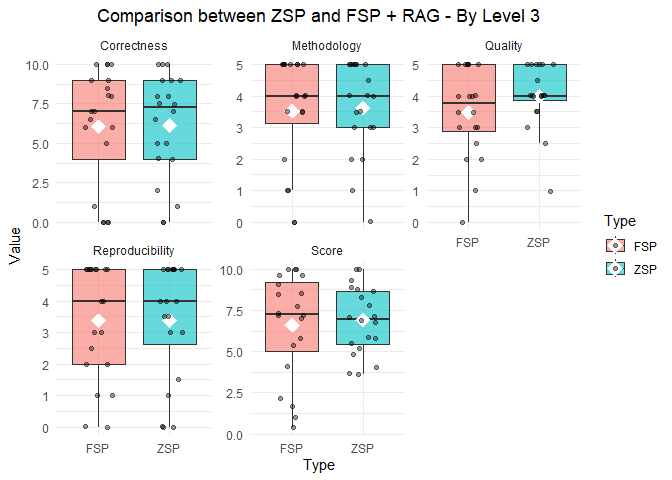 Comparison between ZSP and FSP + RAG - By Level 3
Correctness
Methodology
Quality
10.0
7.5
5.0
2.5
0.0
5
4
3
2
1
0
5
4
3
2
1
0
FSP
ZSP
Value
Reproducibility
Score
5
4
3
2
1
0
10.0
7.5
5.0
2.5
0.0
FSP
ZSP
FSP
ZSP
Type
Type
FSP
ZSP